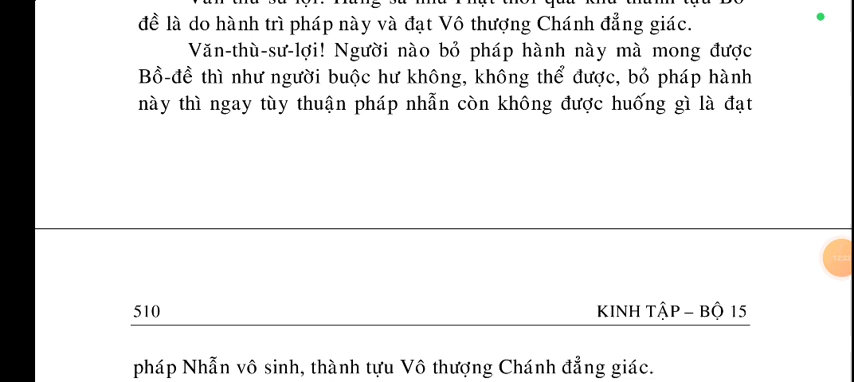 đề là do hành trì pháp này và đạt Vô thượng Chánh đẳng giác.
Văn-thù-sư-lợi! Người nào bỏ pháp hành này mà mong được
Bồ-đề thì như người buộc hư không, không thể được, bỏ pháp hành
này thì ngay tùy thuận pháp nhẫn còn không được huống gì là đạt
510 KINH TẬP – BỘ 15
pháp Nhẫn vô sinh, thành tựu Vô thượng Chánh đẳng giác.